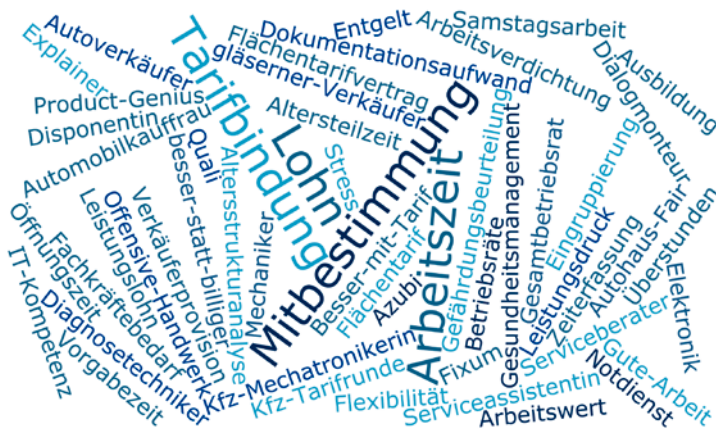 Autoverkäufer
Explainer
Product-Genius
Disponentin
Automobilkauffrau
Tarifbindung
Flächentarifvertrag
gläserner-Verkäufer
Dokumentationsaufwand
Entgelt
Samstagsarbeit
Arbeitsverdichtung
Ausbildung
Dialogmonteur
Altersteilzeit
Lohn
Stress
Mitbestimmung
Arbeitszeit
Quali
besser-statt-billiger
Altersstrukturanalyse
Mechaniker
Verkäuferprovision
Offensive-Handwerk
Leistungslohn
Fachkräftebedarf
Öffnungszeit
IT-Kompetenz
Diagnosetechniker
Vorgabezeit
Besser-mit-Tarif
Flächentarif
Azubi
Gefährdungsbeurteilung
Betriebsräte
Gesundheitsmanagement
Gesamtbetriebsrat
Eingruppierung
Leistungsdruck
Zeiterfassung
Autohaus-Fair
Überstunden
Elektronik
Kfz-Mechatronikerin
Kfz-Tarifrunde
Fixum
Flexibilität
Serviceberater
Serviceassistentin
Arbeitswert
Gute-Arbeit
Notdienst